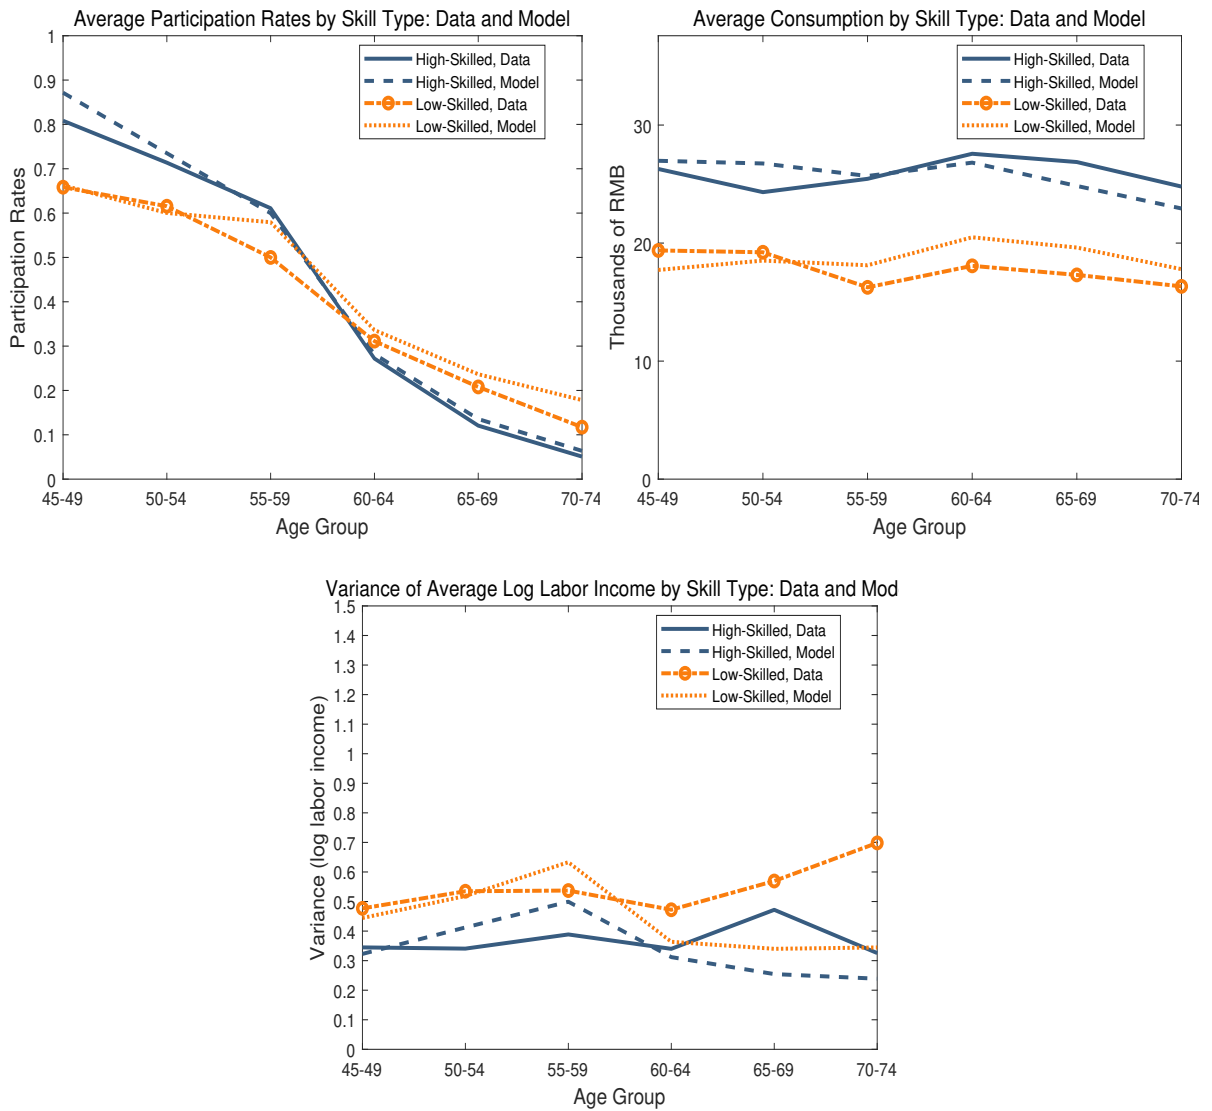 Average Participation Rates by Skill Type: Data and Model
1
0.9
0.8
0.7
0.6
0.5
0.4
0.3
0.2
0.1
0
Participation Rates
High-Skilled, Data
High-Skilled, Model
Low-Skilled, Data
Low-Skilled, Model
45-49 50-54 55-59 60-64 65-69 70-74
Age Group
Average Consumption by Skill Type: Data and Model
30
20
10
0
Thousands of RMB
High-Skilled, Data
High-Skilled, Model
Low-Skilled, Data
Low-Skilled, Model
45-49 50-54 55-59 60-64 65-69 70-74
Age Group
Variance of Average Log Labor Income by Skill Type: Data and Mod
1.5
1.4
1.3
1.2
1.1
1
0.9
0.8
0.7
0.6
0.5
0.4
0.3
0.2
0.1
0
Variance (log labor income)
High-Skilled, Data
High-Skilled, Model
Low-Skilled, Data
Low-Skilled, Model
45-49 50-54 55-59 60-64 65-69 70-74
Age Group